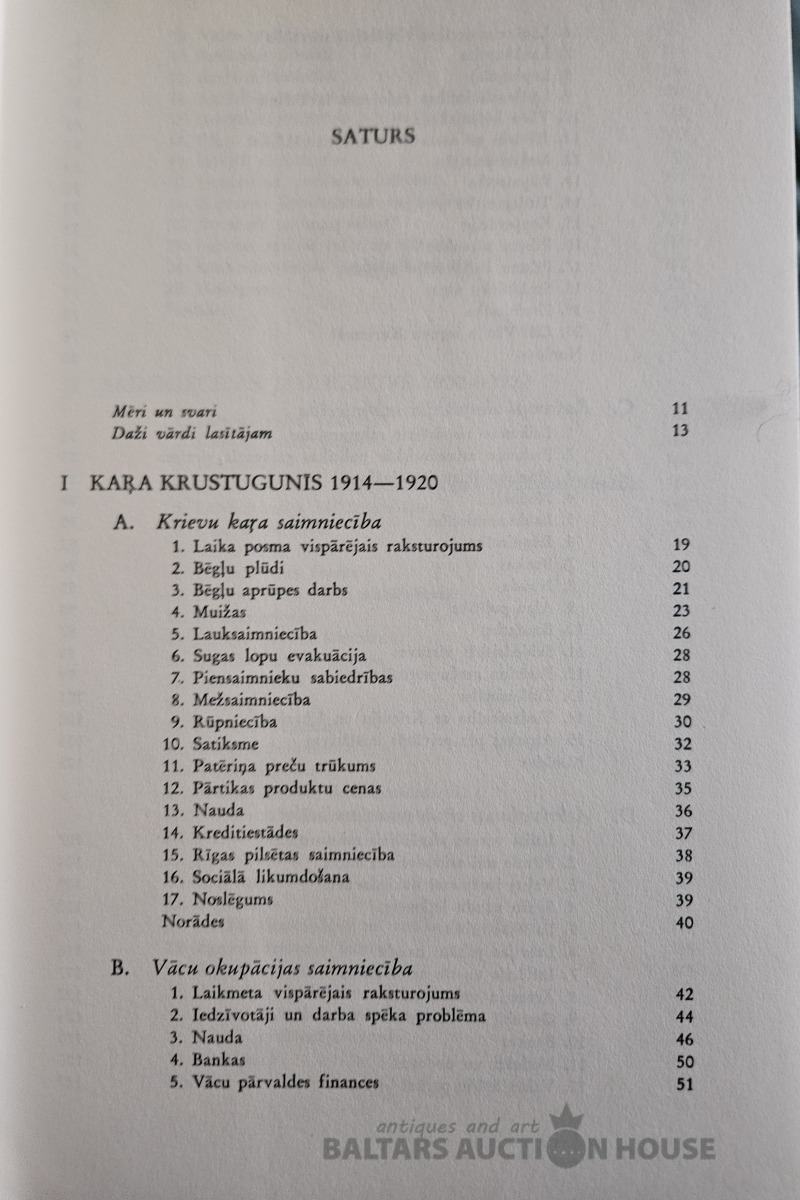 SATURS
Mēri un svari 11
Daži vārdi lasītājam 13
I KAŖA KRUSTUGUNIS 1914—1920
A. Krievu kaŗa saimniecība
1. Laika posma vispārējais raksturojums 19
2. Bēgļu plūdi 20
3. Bēgļu aprūpes darbs 21
4. Muižas 23
5. Lauksaimniecība 26
6. Sugas lopu evakuācija 28
7. Piensaimnieku sabiedrības 28
8. Mežsaimniecība 29
9. Rūpniecība 30
10. Satiksme 32
11. Patēriņa preču trūkums 33
12. Pārtikas produktu cenas 35
13. Nauda 36
14. Kreditiestādes 37
15. Rīgas pilsētas saimniecība 38
16. Sociālā likumdošana 39
17. Noslēgums 39
Norādes 40
B. Vācu okupācijas saimniecība
1. Laikmeta vispārējais raksturojums 42
2. Iedzīvotāji un darba spēka problēma 44
3. Nauda 46
4. Bankas 50
5. Vācu pārvaldes finances 51
antiques and art
BALTARS AUCTION HOUSE